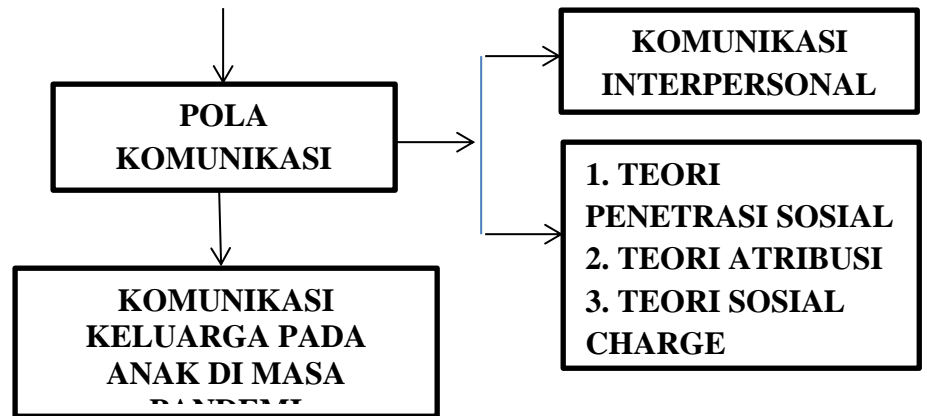 KOMUNIKASI
INTERPERSONAL
POLA
KOMUNIKASI
1. TEORI
PENETRASI SOSIAL
2. TEORI ATRIBUSI
3. TEORI SOSIAL
CHARGE
KOMUNIKASI
KELUARGA PADA
ANAK DI MASA
PANDEMI